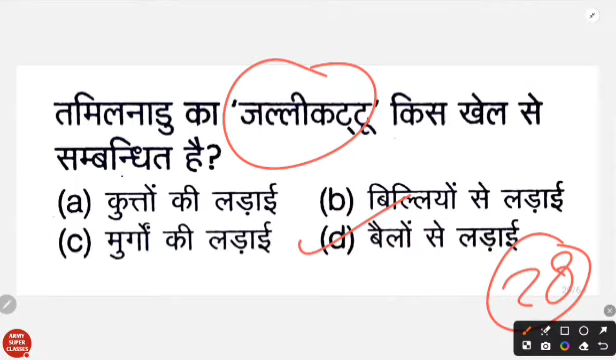 तमिलनाडु का 'जल्लीकट्टू' किस खेल से
सम्बन्धित है?
(a) कुत्तों की लड़ाई (b) बिल्लियों से लड़ाई
(c) मुर्गों की लड़ाई (d) बैलों से लड़ाई
28
ARMY
SUPER
CLASSES